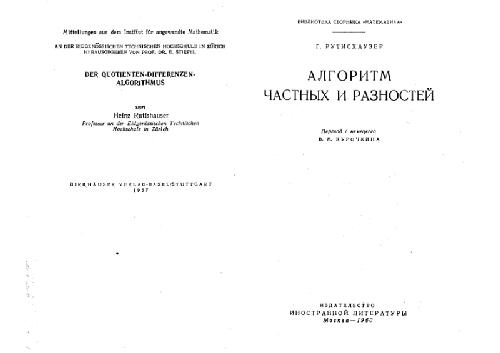 Mitteilungen aus dem Institut für angewandte Mathematik
AN DER EIDGENÖSSISCHEN TECHNISCHEN HOCHSCHULE IN ZÜRICH
HERAUSGEGEBEN VON PROF. DR. E. STIEFEL
DER QUOTIENTEN-DIFFERENZEN-
ALGORITHMUS
von
Heinz Rutishauser
Professor an der Eidgenössischen Technischen
Hochschule in Zürich
BIRKHÄUSER VERLAG-BASEL/STUTTGART
1957
БИБЛИОТЕКА СБОРНИКА «МАТЕМАТИКА»
Г. РУТИСХАУЗЕР
АЛГОРИТМ
ЧАСТНЫХ И РАЗНОСТЕЙ
Перевод с немецкого
В. И. КУРОЧКИНА
ИЗДАТЕЛЬСТВО
ИНОСТРАННОЙ ЛИТЕРАТУРЫ
Москва — 1960